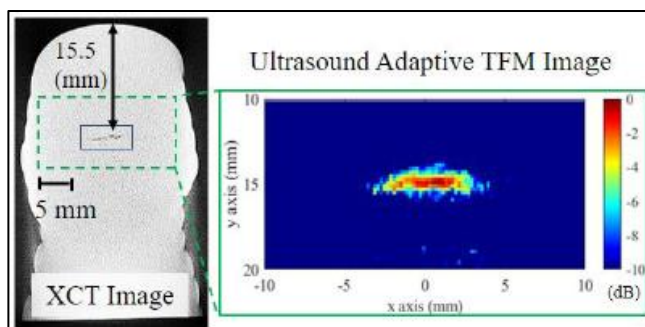 15.5
(mm)
5 mm
XCT Image
Ultrasound Adaptive TFM Image
10
15
20
y axis (mm)
-10
-5
0
5
10
x axis (mm)
0
-2
-4
-6
-8
-10
(dB)